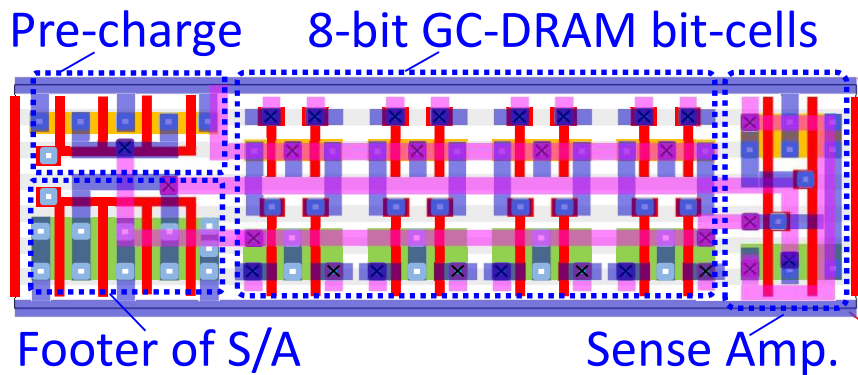 Pre-charge
8-bit GC-DRAM bit-cells
Footer of S/A
Sense Amp.